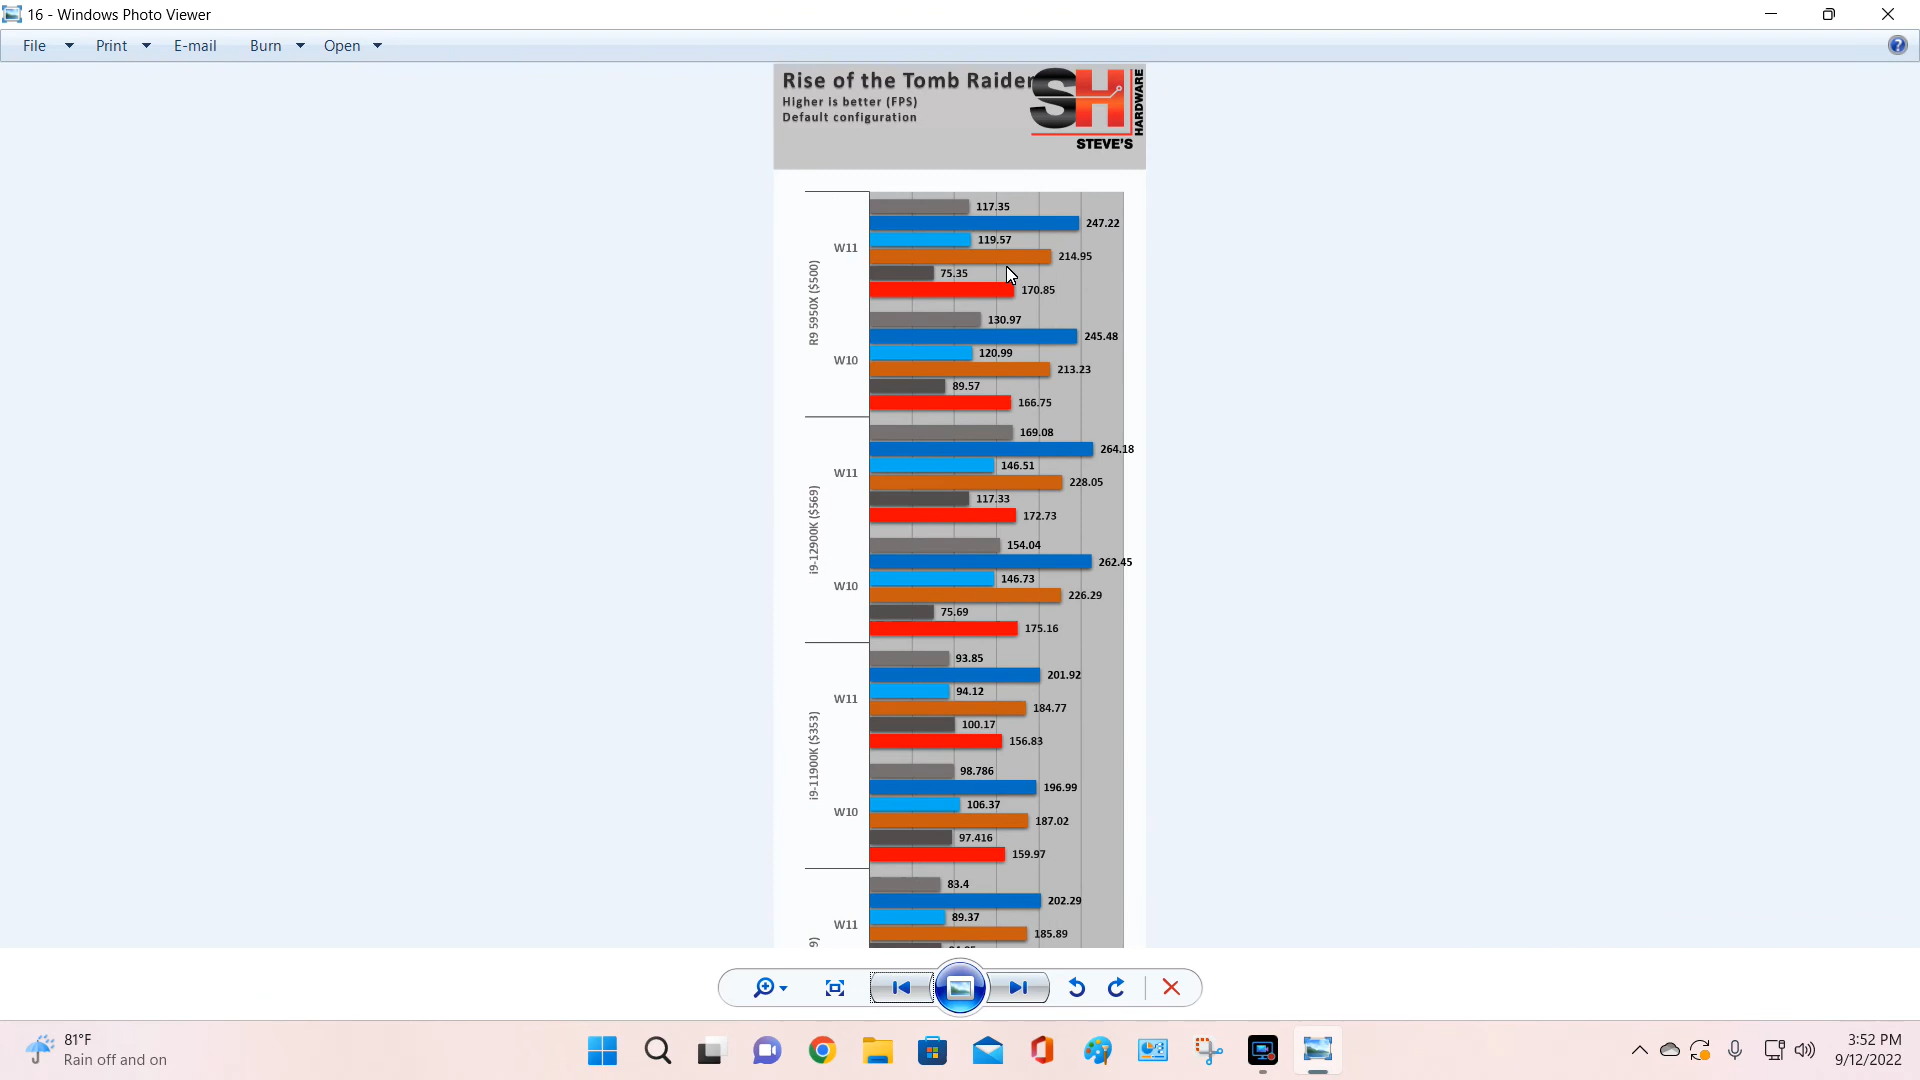 16 - Windows Photo Viewer
File Print E-mail Burn Open
Rise of the Tomb Raider
Higher is better (FPS)
Default configuration
SH
HARDWARE
STEVE'S
R9 5950X ($500)
W11
117.35
247.22
119.57
214.95
75.35
170.85
W10
130.97
245.48
120.99
213.23
89.57
166.75
i9-12900K ($569)
W11
169.08
264.18
146.51
228.05
117.33
172.73
W10
154.04
262.45
146.73
226.29
75.69
175.16
i9-11900K ($353)
W11
93.85
201.92
94.12
184.77
100.17
156.83
W10
98.786
196.99
106.37
187.02
97.416
159.97
9)
W11
83.4
202.29
89.37
185.89
81°F
Rain off and on
3:52 PM
9/12/2022